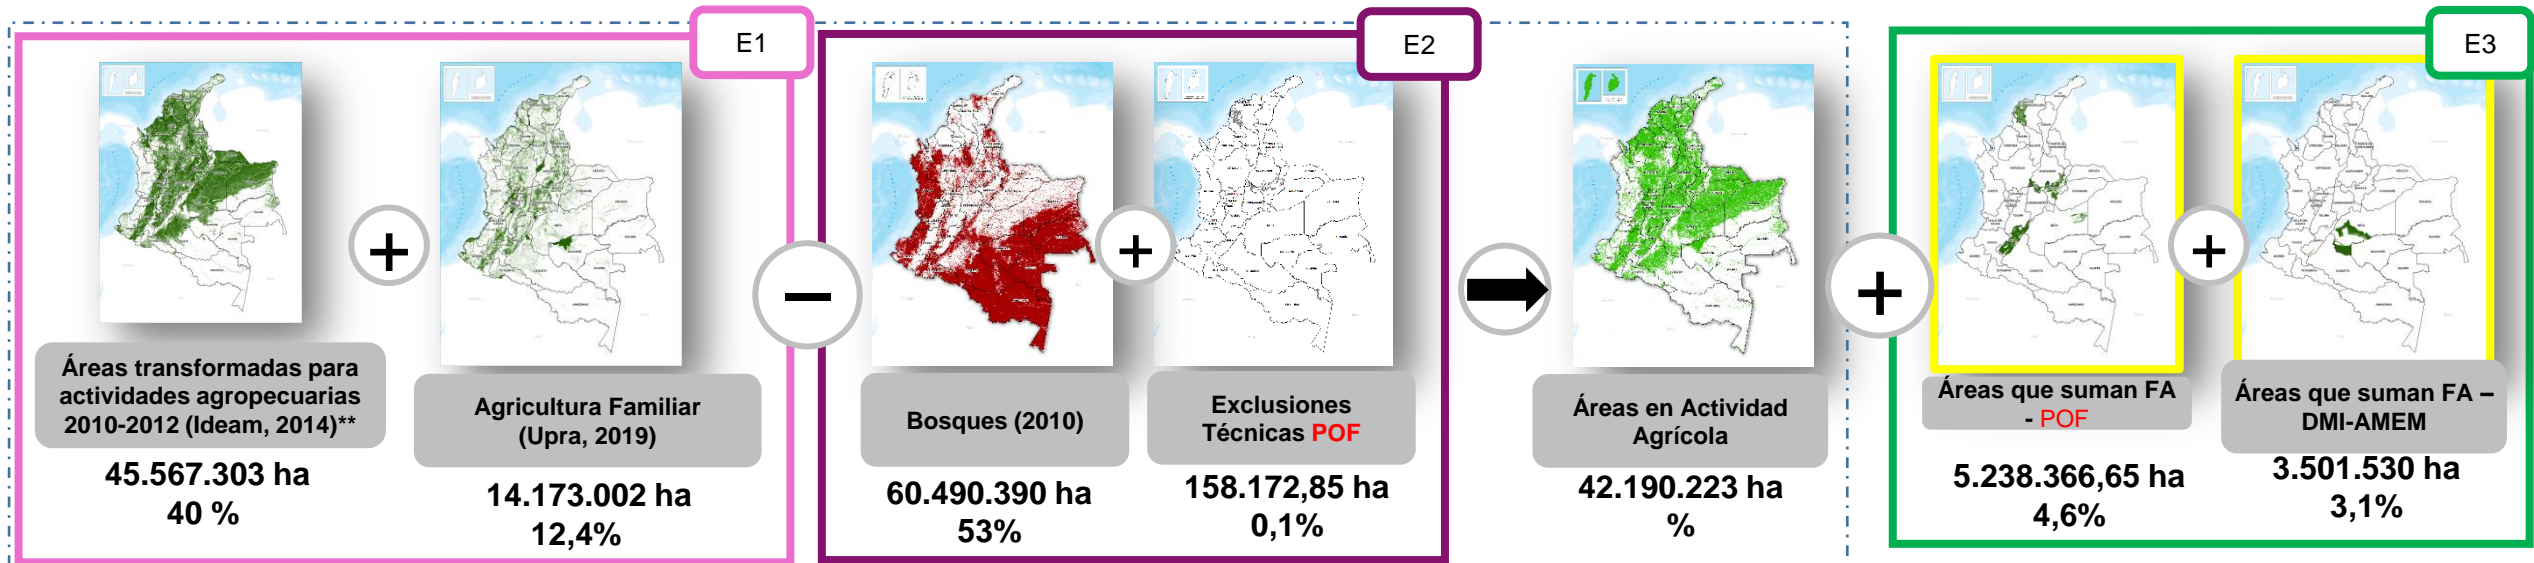 E1
E2
E3
+
–
+
+
+
+
Áreas transformadas para
actividades agropecuarias
2010-2012 (Ideam, 2014)**
45.567.303 ha
40 %
Agricultura Familiar
(Upra, 2019)
14.173.002 ha
12,4%
Bosques (2010)
60.490.390 ha
53%
Exclusiones
Técnicas POF
158.172,85 ha
0,1%
Áreas en Actividad
Agrícola
42.190.223 ha
%
Áreas que suman FA
- POF
5.238.366,65 ha
4,6%
Áreas que suman FA –
DMI-AMEM
3.501.530 ha
3,1%